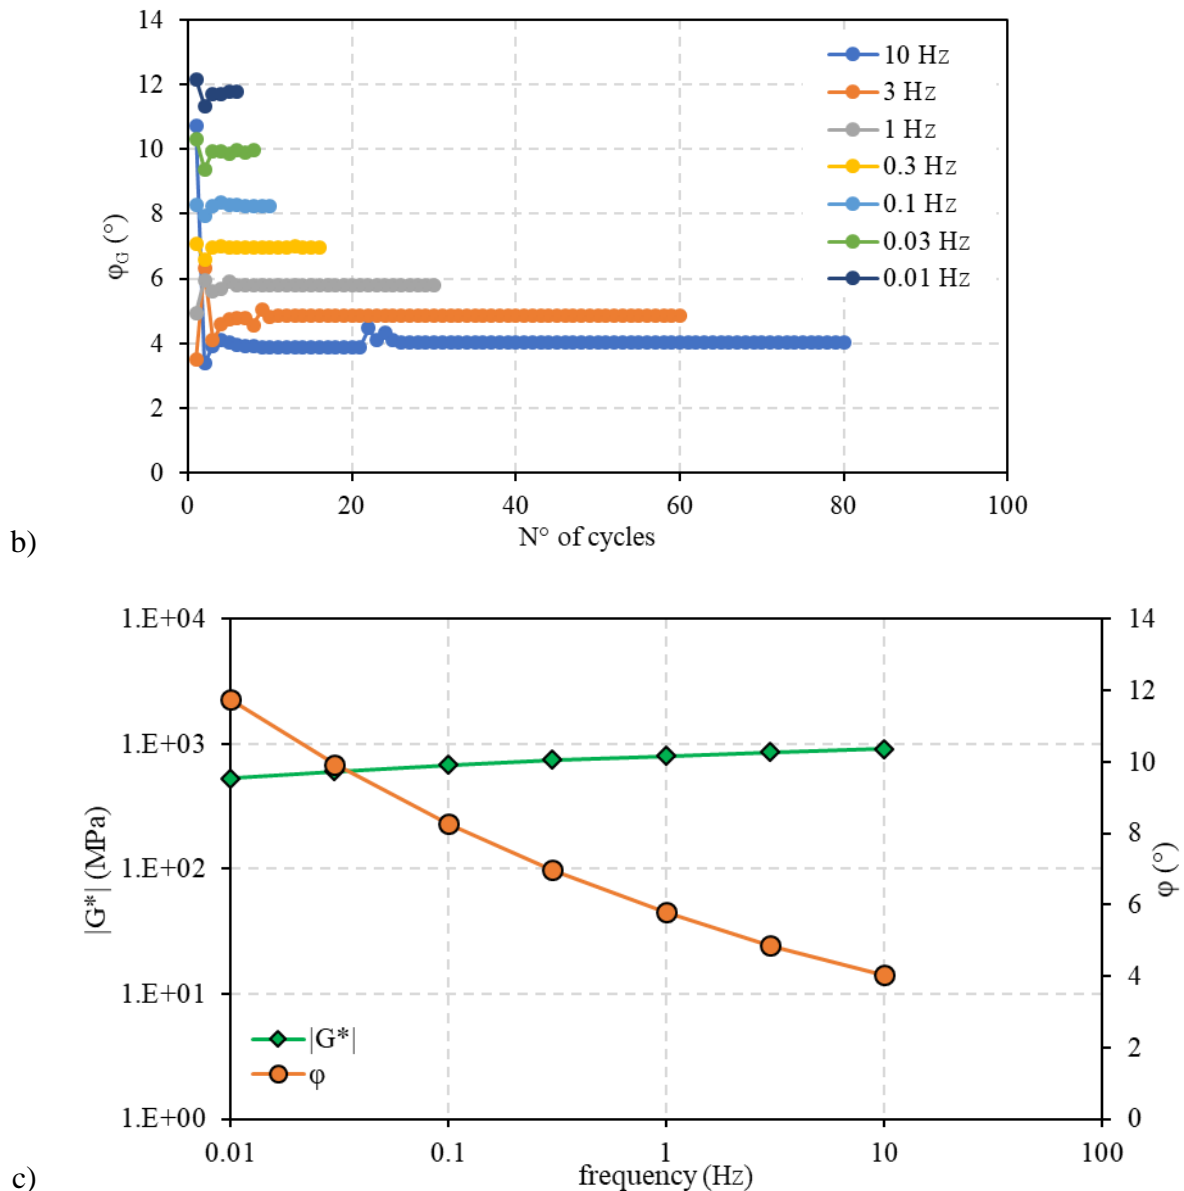 14
12
10
8
6
4
2
0
φG (°)
10 Hz
3 Hz
1 Hz
0.3 Hz
0.1 Hz
0.03 Hz
0.01 Hz
0 20 40 60 80 100
N° of cycles
b)
1.E+04
1.E+03
1.E+02
1.E+01
1.E+00
|G*| (MPa)
|G*|
φ
14
12
10
8
6
4
2
0
φ (°)
0.01 0.1 1 10 100
frequency (Hz)
c)